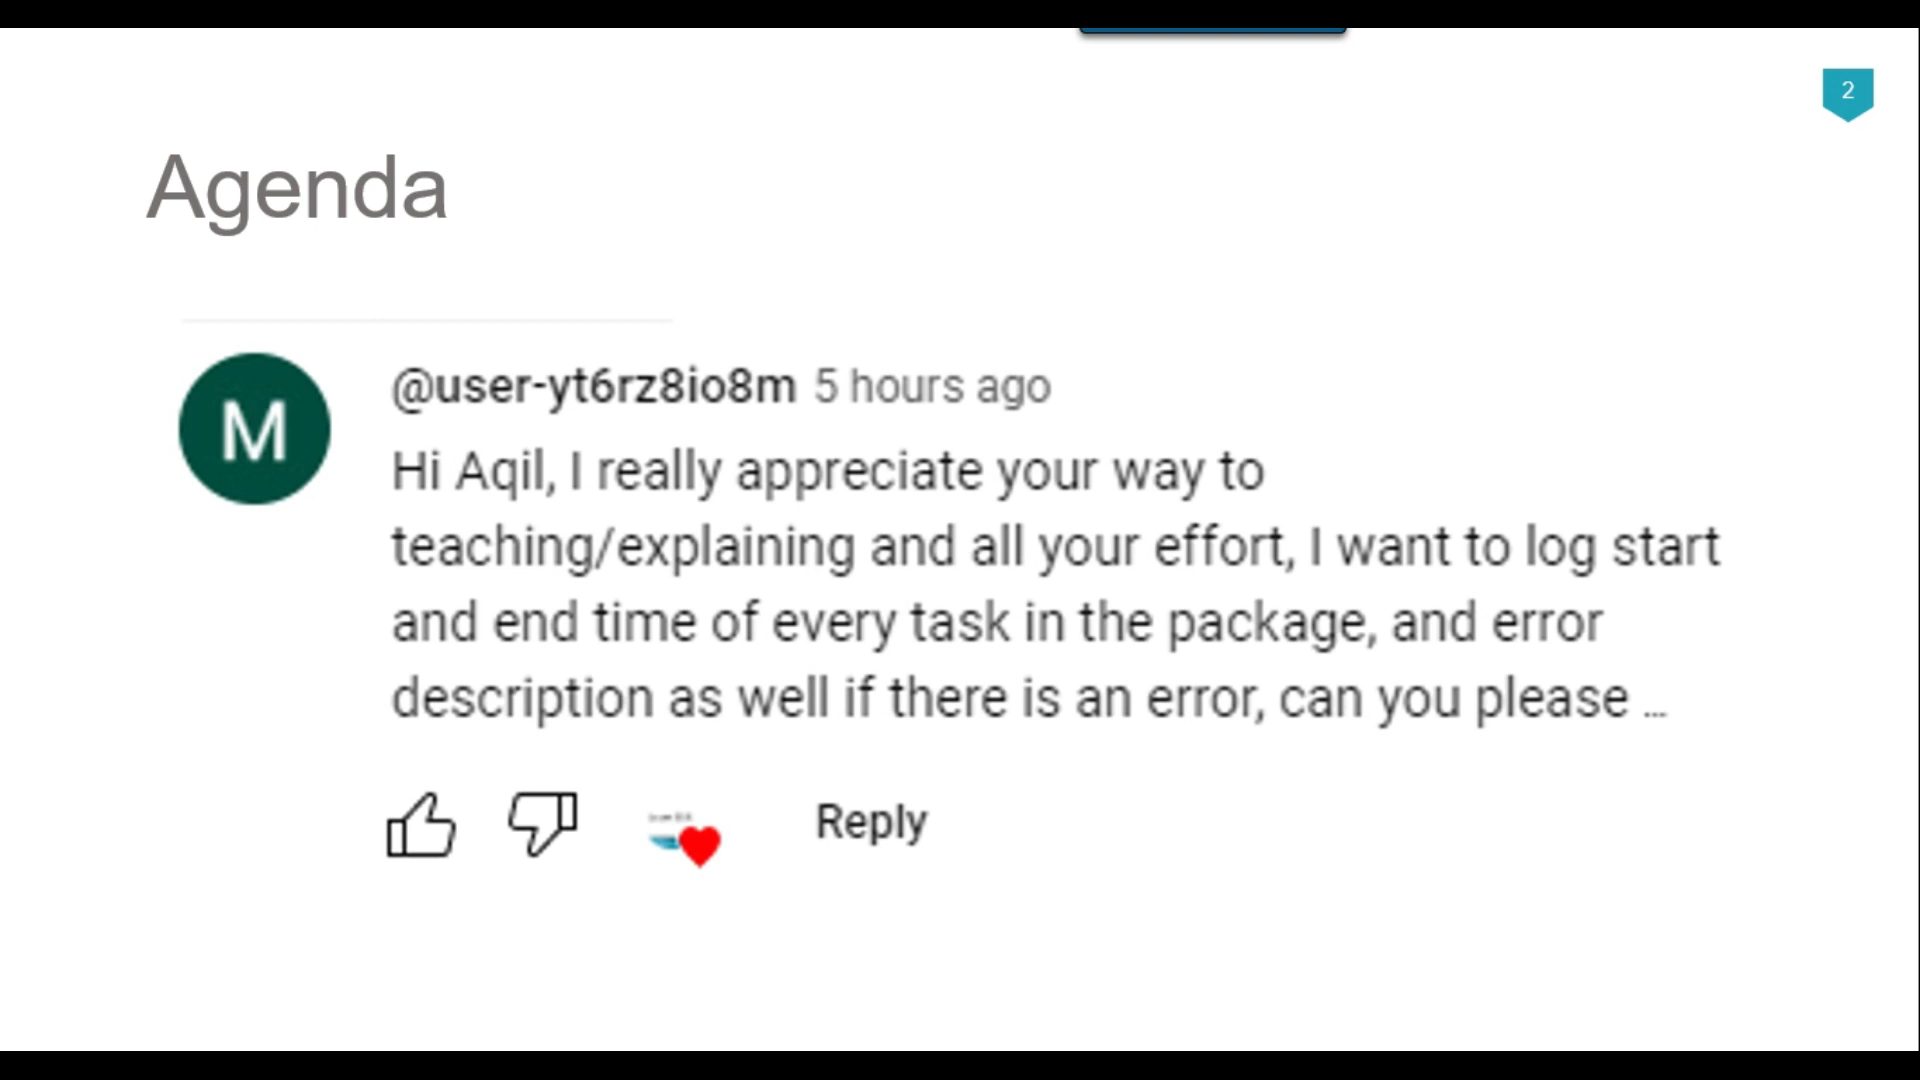 2
Agenda
M
@user-yt6rz8io8m 5 hours ago
Hi Aqil, I really appreciate your way to
teaching/explaining and all your effort, I want to log start
and end time of every task in the package, and error
description as well if there is an error, can you please ...
Reply